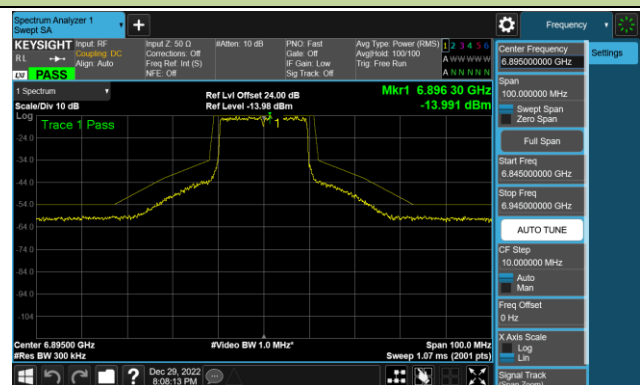 Spectrum Analyzer 1
Swept SA
+
Frequency
KEYSIGHT
RL
PASS
Input: RF
Coupling: DC
Align: Auto
Input Z: 50 Ω
Corrections: Off
Freq Ref: Int (S)
NFE: Off
#Atten: 10 dB
PNO: Fast
Gate: Off
IF Gain: Low
Sig Track: Off
Avg Type: Power (RMS)
Avg|Hold: 100/100
Trig: Free Run
1 2 3 4 5 6
A W W W W W
A N N N N N
1 Spectrum
Scale/Div 10 dB
Log
Ref Lvl Offset 24.00 dB
Ref Level -13.98 dBm
Mkr1 6.896 30 GHz
-13.991 dBm
Trace 1 Pass
1
-24.0
-34.0
-44.0
-54.0
-64.0
-74.0
-84.0
-94.0
-104
Center 6.89500 GHz
#Res BW 300 kHz
#Video BW 1.0 MHz*
Span 100.0 MHz
Sweep 1.07 ms (2001 pts)
Dec 29, 2022
8:08:13 PM
?
Center Frequency
6.895000000 GHz
Settings
Span
100.000000 MHz
Swept Span
Zero Span
Full Span
Start Freq
6.845000000 GHz
Stop Freq
6.945000000 GHz
AUTO TUNE
CF Step
10.000000 MHz
Auto
Man
Freq Offset
0 Hz
X Axis Scale
Log
Lin
Signal Track
(Span Zoom)